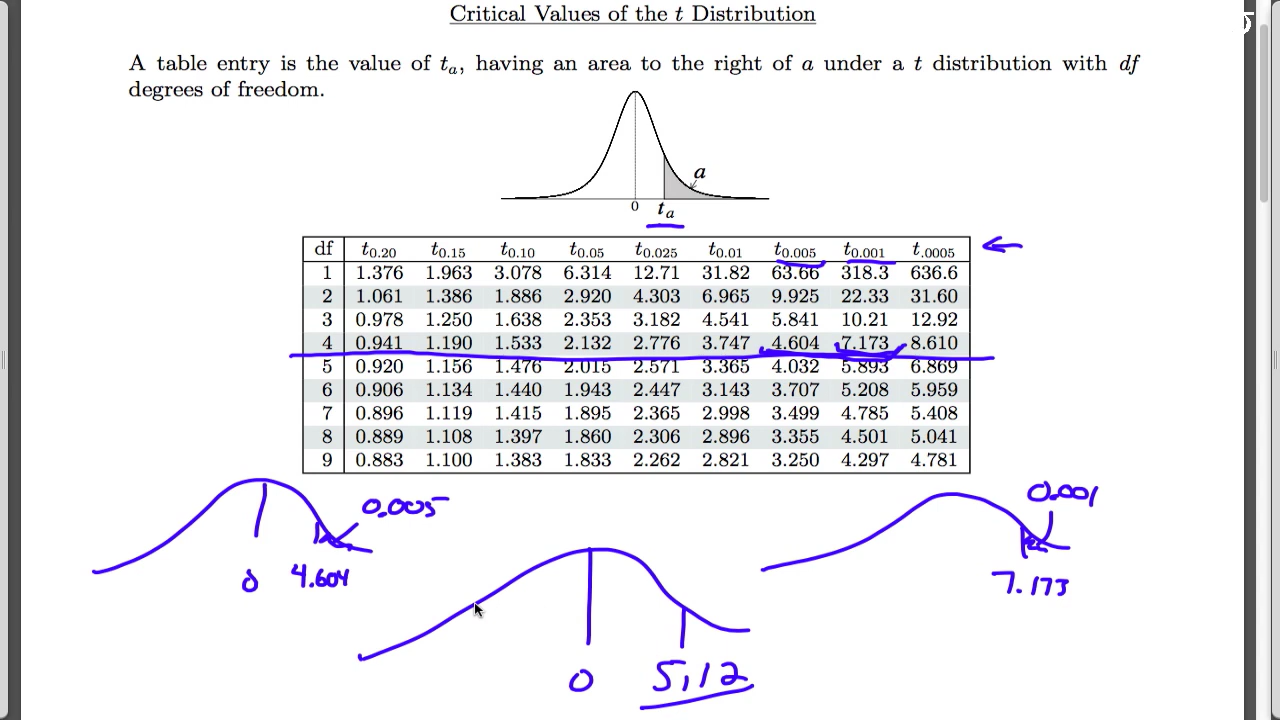 Critical Values of the t Distribution
A table entry is the value of tₐ, having an area to the right of a under a t distribution with df
degrees of freedom.
a
0 tₐ
df t0.20 t0.15 t0.10 t0.05 t0.025 t0.01 t0.005 t0.001 t.0005
1 1.376 1.963 3.078 6.314 12.71 31.82 63.66 318.3 636.6
2 1.061 1.386 1.886 2.920 4.303 6.965 9.925 22.33 31.60
3 0.978 1.250 1.638 2.353 3.182 4.541 5.841 10.21 12.92
4 0.941 1.190 1.533 2.132 2.776 3.747 4.604 7.173 8.610
5 0.920 1.156 1.476 2.015 2.571 3.365 4.032 5.893 6.869
6 0.906 1.134 1.440 1.943 2.447 3.143 3.707 5.208 5.959
7 0.896 1.119 1.415 1.895 2.365 2.998 3.499 4.785 5.408
8 0.889 1.108 1.397 1.860 2.306 2.896 3.355 4.501 5.041
9 0.883 1.100 1.383 1.833 2.262 2.821 3.250 4.297 4.781
0.005
0 4.604
0 5.12
0.001
7.173